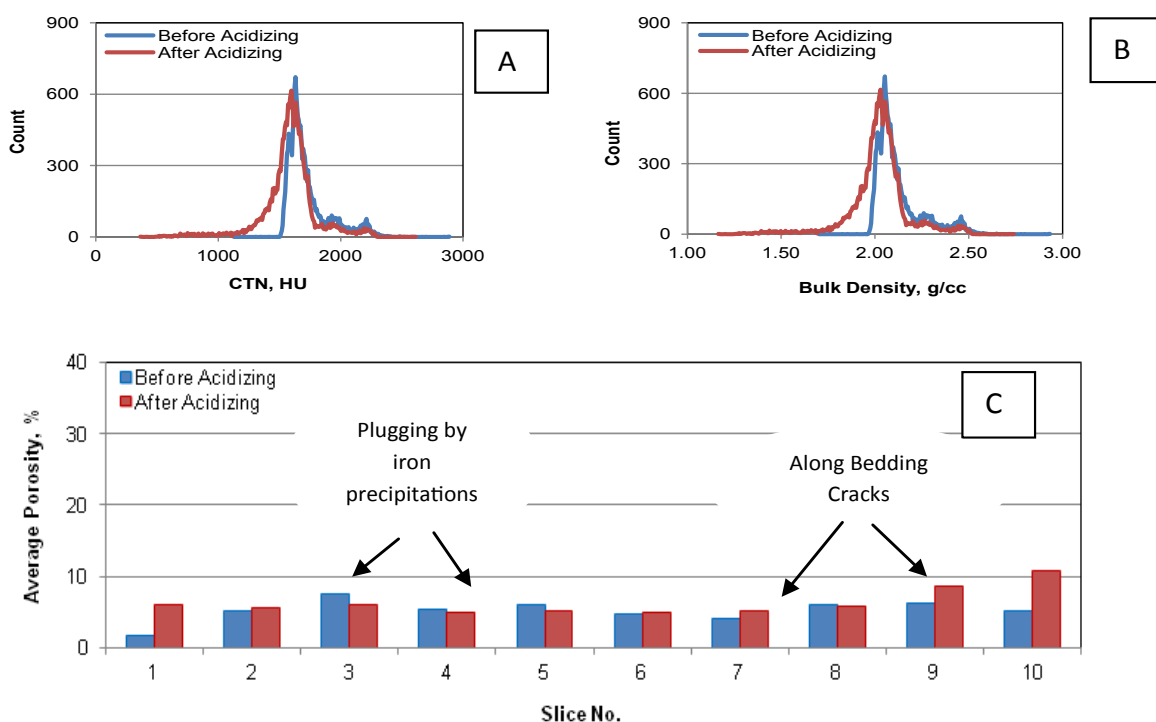 900
600
300
0
Count
Before Acidizing
After Acidizing
A
0
1000
2000
3000
CTN, HU
900
600
300
0
Count
Before Acidizing
After Acidizing
B
1.00
1.50
2.00
2.50
3.00
Bulk Density, g/cc
40
30
20
10
0
Average Porosity, %
Before Acidizing
After Acidizing
C
Plugging by
iron
precipitations
Along Bedding
Cracks
1
2
3
4
5
6
7
8
9
10
Slice No.